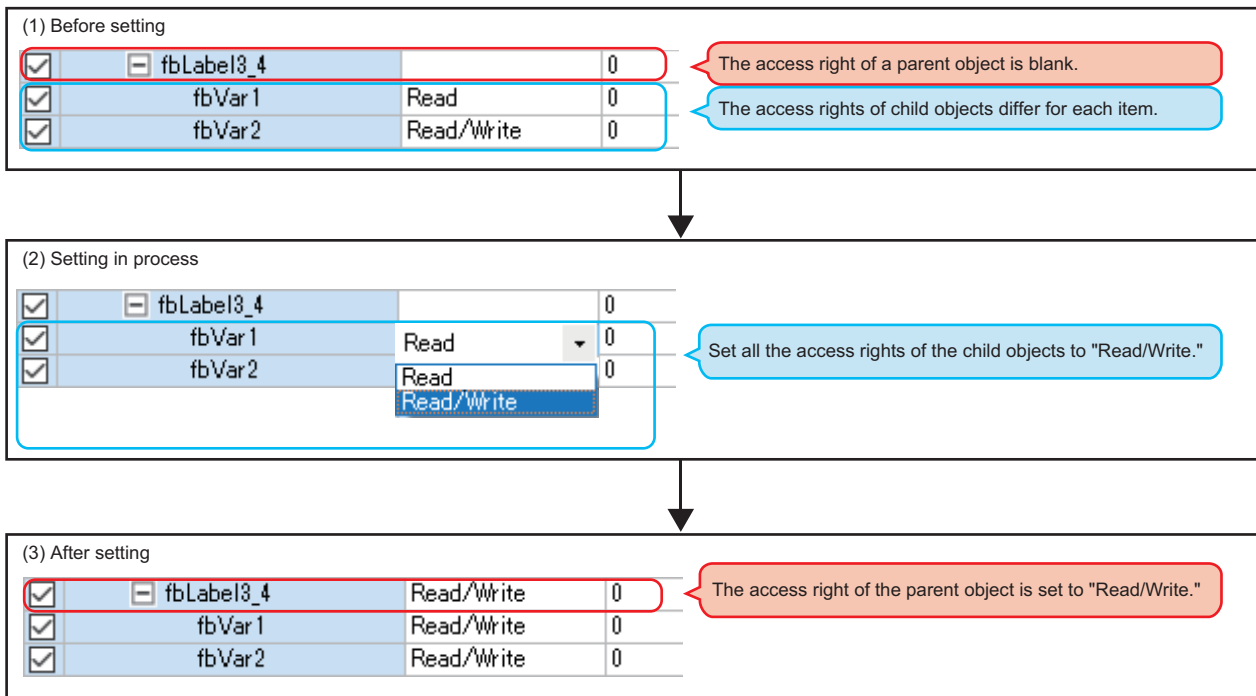 (1) Before setting
fbLabel3_4 0
The access right of a parent object is blank.
fbVar1 Read 0
The access rights of child objects differ for each item.
fbVar2 Read/Write 0
(2) Setting in process
fbLabel3_4 0
fbVar1 Read 0
Set all the access rights of the child objects to "Read/Write."
fbVar2 Read 0
Read/Write
(3) After setting
fbLabel3_4 Read/Write 0
The access right of the parent object is set to "Read/Write."
fbVar1 Read/Write 0
fbVar2 Read/Write 0